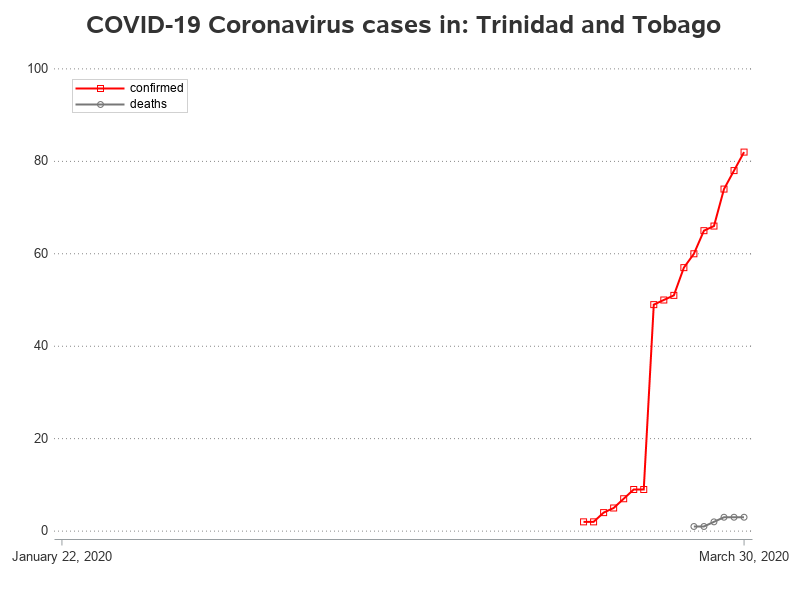 COVID-19 Coronavirus cases in: Trinidad and Tobago
100
confirmed
deaths
80
60
40
20
0
January 22, 2020
March 30, 2020